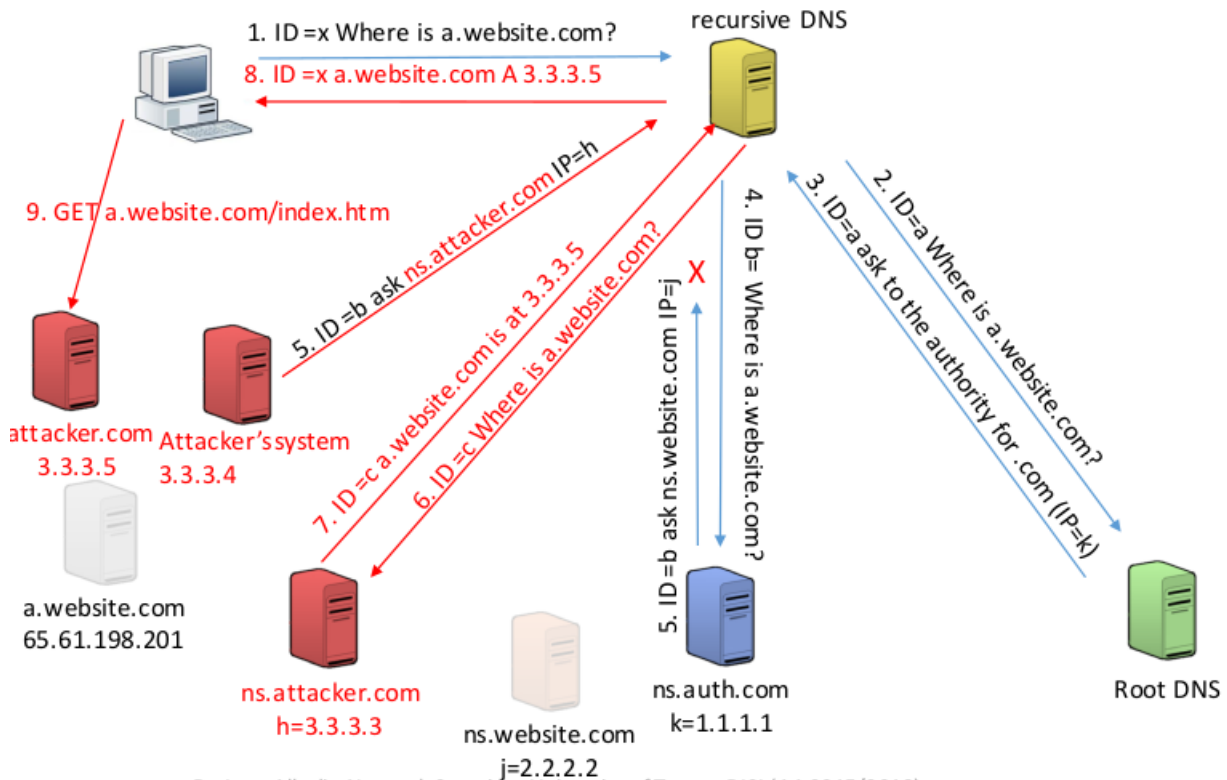 1. ID =x Where is a.website.com?
recursive DNS
8. ID =x a.website.com A 3.3.3.5
9. GET a.website.com/index.htm
5. ID =b ask ns.attacker.com IP=h
7. ID =c a.website.com is at 3.3.3.5
6. ID =c Where is a.website.com?
X
5. ID=b ask ns.website.com IP=j
4. ID b= Where is a.website.com?
3. ID=a ask to the authority for .com (IP=k)
2. ID=a Where is a.website.com?
attacker.com
3.3.3.5
Attacker's system
3.3.3.4
a.website.com
65.61.198.201
ns.attacker.com
h=3.3.3.3
ns.website.com
j=2.2.2.2
ns.auth.com
k=1.1.1.1
Root DNS